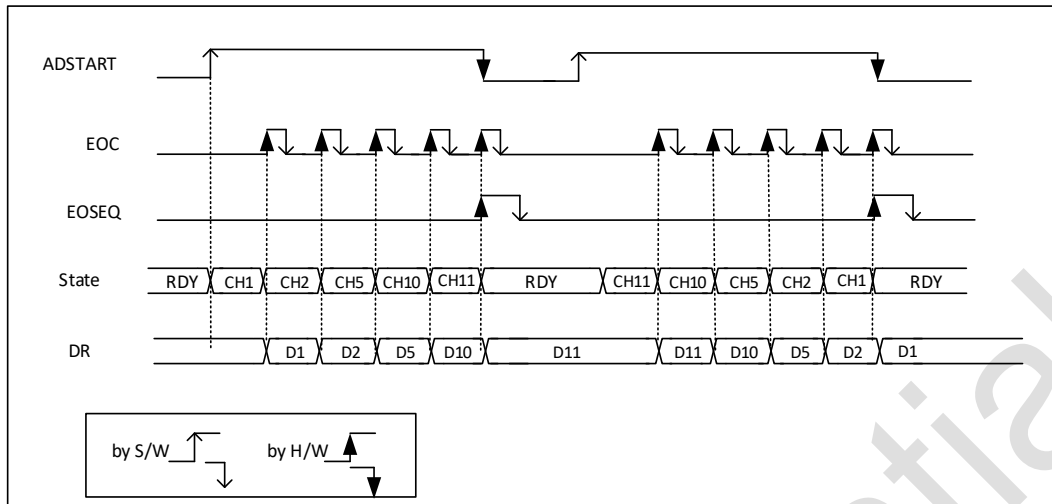 ADSTART
EOC
EOSEQ
State RDY CH1 CH2 CH5 CH10 CH11 RDY CH11 CH10 CH5 CH2 CH1 RDY
DR D1 D2 D5 D10 D11 D11 D10 D5 D2 D1
by S/W by H/W